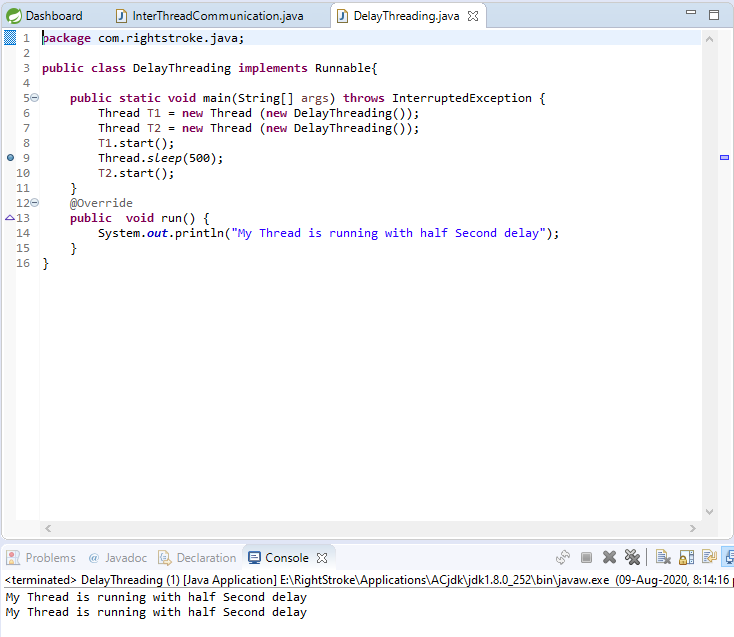 Dashboard InterThreadCommunication.java DelayThreading.java
1 package com.rightstroke.java;
2
3 public class DelayThreading implements Runnable{
4
5 public static void main(String[] args) throws InterruptedException {
6 Thread T1 = new Thread (new DelayThreading());
7 Thread T2 = new Thread (new DelayThreading());
8 T1.start();
9 Thread.sleep(500);
10 T2.start();
11 }
12 @Override
13 public  void run() {
14 System.out.println("My Thread is running with half Second delay");
15 }
16 }
Problems @ Javadoc Declaration Console
<terminated> DelayThreading (1) [Java Application] E:\RightStroke\Applications\ACjdk\jdk1.8.0_252\bin\javaw.exe (09-Aug-2020, 8:14:16
My Thread is running with half Second delay
My Thread is running with half Second delay